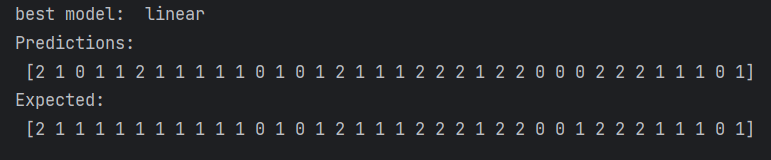 best model:  linear
Predictions:
 [2 1 0 1 1 2 1 1 1 1 1 0 1 0 1 2 1 1 1 2 2 2 1 2 2 0 0 0 2 2 2 1 1 1 0 1]
Expected:
 [2 1 1 1 1 1 1 1 1 1 1 0 1 0 1 2 1 1 1 2 2 2 1 2 2 0 0 1 2 2 2 1 1 1 0 1]